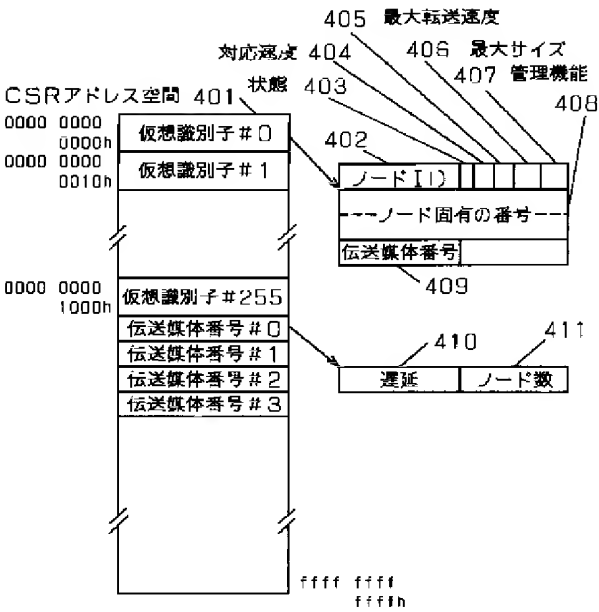 405 最大転送速度
対応速度 404
406 最大サイズ
状態 403
407 管理機能
CSRアドレス空間 401
408
0000 0000
0000h
仮想識別子#0
402
0000 0000
0010h
仮想識別子#1
ノードID
ノード固有の番号
伝送媒体番号
409
0000 0000
1000h
仮想識別子#255
伝送媒体番号#0
伝送媒体番号#1
伝送媒体番号#2
伝送媒体番号#3
410
411
遅延
ノード数
ffff ffff
ffffh